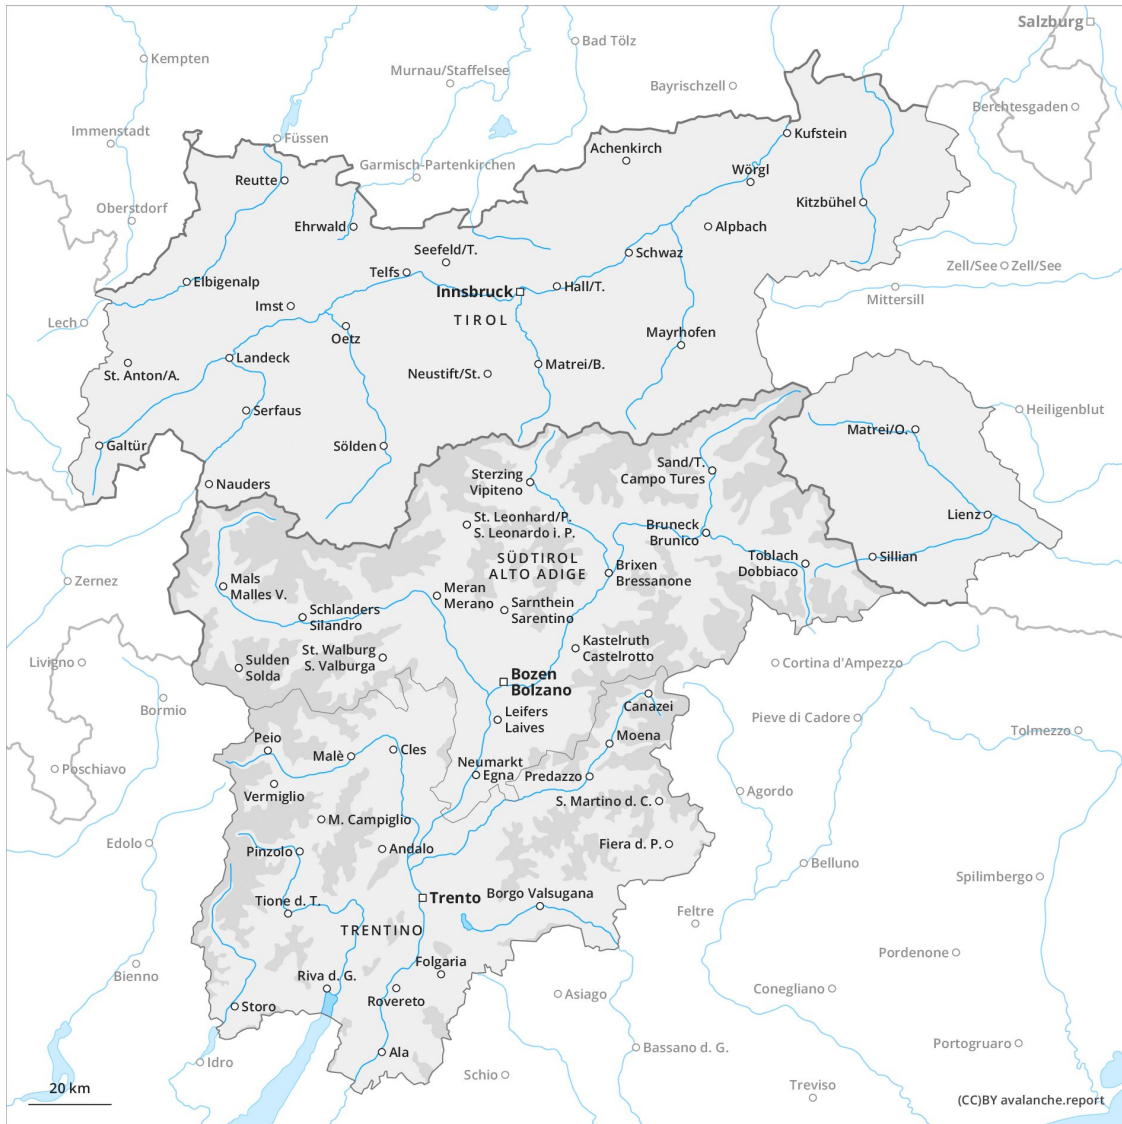 Salzburg
Bad Tölz
Kempten
Murnau/Staffelsee
Bayrischzell
Berchtesgaden
Immenstadt
Füssen
Kufstein
Achenkirch
Garmisch-Partenkirchen
Wörgl
Reutte
Kitzbühel
Oberstdorf
Ehrwald
Alpbach
Seefeld/T.
Schwaz
Zell/See
Zell/See
Telfs
Elbigenalp
Innsbruck
Hall/T.
Mittersill
Imst
TIROL
Lech
Oetz
Mayrhofen
Landeck
Matrei/B.
St. Anton/A.
Neustift/St.
Serfaus
Heiligenblut
Matrei/O.
Galtür
Sölden
Sand/T.
Campo Tures
Sterzing
Vipiteno
Nauders
St. Leonhard/P.
S. Leonardo i. P.
Bruneck
Brunico
Lienz
SÜDTIROL
ALTO ADIGE
Toblach
Dobbiaco
Sillian
Brixen
Bressanone
Zernez
Mals
Malles V.
Meran
Merano
Sarnthein
Sarentino
Schlanders
Silandro
Kastelruth
Castelrotto
St. Walburg
S. Valburga
Livigno
Sulden
Solda
Cortina d'Ampezzo
Bozen
Bolzano
Bormio
Canazei
Leifers
Laives
Pieve di Cadore
Tolmezzo
Peio
Moena
Malè
Cles
Neumarkt
Egna
Poschiavo
Predazzo
Vermiglio
Agordo
S. Martino d. C.
M. Campiglio
Edolo
Pinzolo
Andalo
Fiera d. P.
Belluno
Spilimbergo
Tione d. T.
Trento
Borgo Valsugana
Feltre
TRENTINO
Pordenone
Folgaria
Bienno
Riva d. G.
Conegliano
Storo
Rovereto
Asiago
Portogruaro
Ala
Bassano d. G.
Idro
Schio
Treviso
20 km
(CC)BY avalanche.report